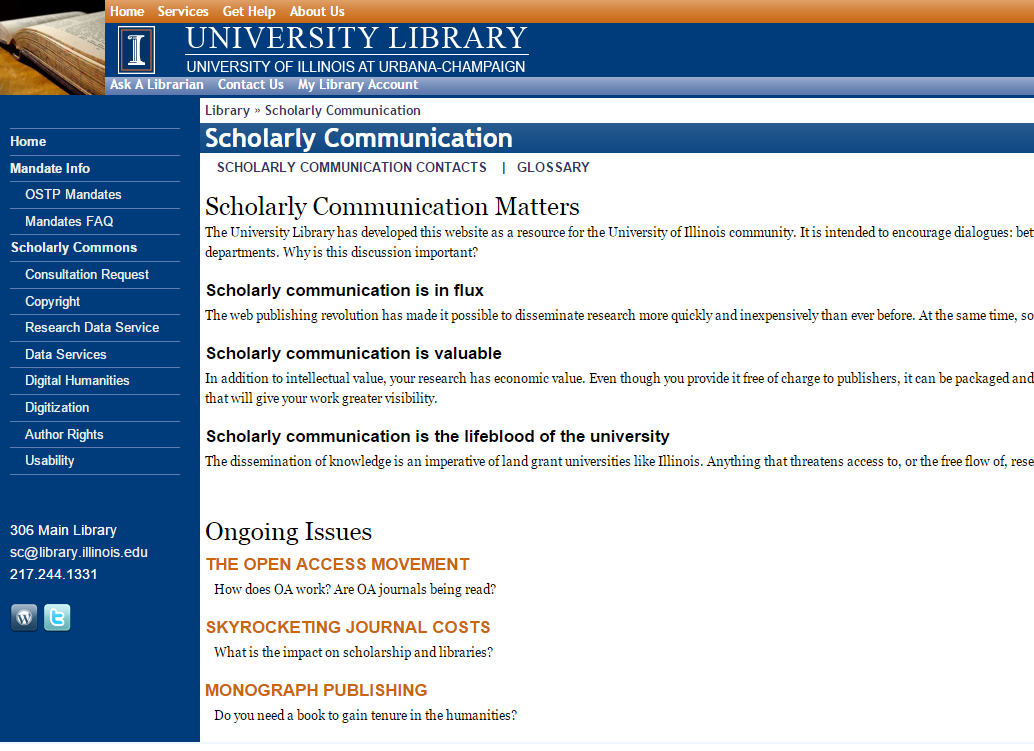 Home Services Get Help About Us
I
UNIVERSITY LIBRARY
UNIVERSITY OF ILLINOIS AT URBANA-CHAMPAIGN
Ask A Librarian Contact Us My Library Account
Home
Mandate Info
OSTP Mandates
Mandates FAQ
Scholarly Commons
Consultation Request
Copyright
Research Data Service
Data Services
Digital Humanities
Digitization
Author Rights
Usability
306 Main Library
sc@library.illinois.edu
217.244.1331
Library » Scholarly Communication
Scholarly Communication
SCHOLARLY COMMUNICATION CONTACTS | GLOSSARY
Scholarly Communication Matters
The University Library has developed this website as a resource for the University of Illinois community. It is intended to encourage dialogues: bet
departments. Why is this discussion important?
Scholarly communication is in flux
The web publishing revolution has made it possible to disseminate research more quickly and inexpensively than ever before. At the same time, so
Scholarly communication is valuable
In addition to intellectual value, your research has economic value. Even though you provide it free of charge to publishers, it can be packaged and
that will give your work greater visibility.
Scholarly communication is the lifeblood of the university
The dissemination of knowledge is an imperative of land grant universities like Illinois. Anything that threatens access to, or the free flow of, rese
Ongoing Issues
THE OPEN ACCESS MOVEMENT
How does OA work? Are OA journals being read?
SKYROCKETING JOURNAL COSTS
What is the impact on scholarship and libraries?
MONOGRAPH PUBLISHING
Do you need a book to gain tenure in the humanities?